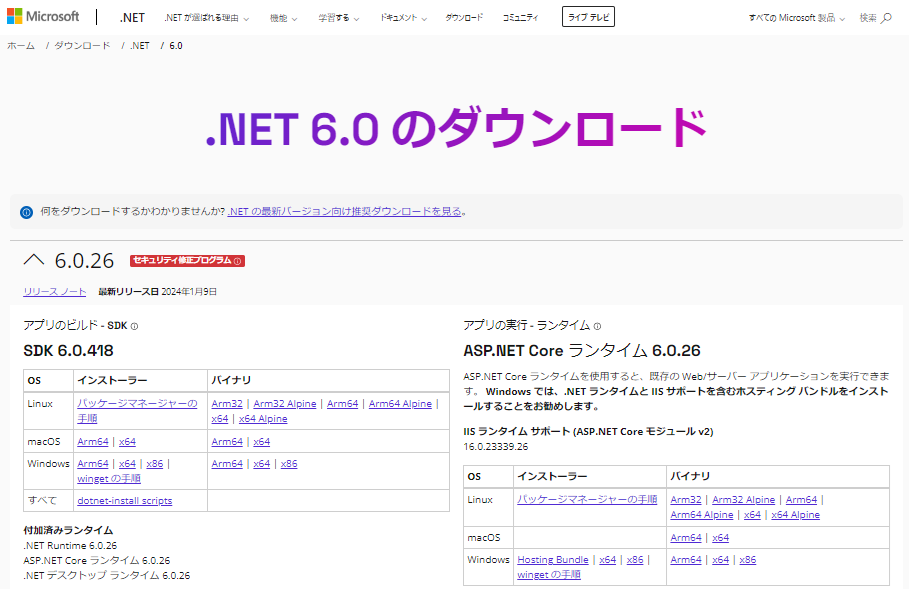 Microsoft
.NET
.NET が選ばれる理由
機能
学習する
ドキュメント
ダウンロード
コミュニティ
ライブ テレビ
すべての Microsoft 製品
検索
ホーム / ダウンロード / .NET / 6.0
.NET 6.0 のダウンロード
何をダウンロードするかわかりませんか? .NET の最新バージョン向け推奨ダウンロードを見る。
6.0.26 セキュリティ修正プログラム
リリース ノート 最新リリース日 2024年1月9日
アプリのビルド - SDK
SDK 6.0.418
OS インストーラー バイナリ
Linux パッケージマネージャーの手順 Arm32 | Arm32 Alpine | Arm64 | Arm64 Alpine |
x64 | x64 Alpine
macOS Arm64 | x64 Arm64 | x64
Windows Arm64 | x64 | x86 | Arm64 | x64 | x86
winget の手順
すべて dotnet-install scripts
付加済みランタイム
.NET Runtime 6.0.26
ASP.NET Core ランタイム 6.0.26
.NET デスクトップ ランタイム 6.0.26
アプリの実行 - ランタイム
ASP.NET Core ランタイム 6.0.26
ASP.NET Core ランタイムを使用すると、既存の Web/サーバー アプリケーションを実行できま
す。 Windows では、.NET ランタイムと IIS サポートを含むホスティング バンドルをインスト
ールすることをお勧めします。
IIS ランタイム サポート (ASP.NET Core モジュール v2)
16.0.23339.26
OS インストーラー バイナリ
Linux パッケージマネージャーの手順 Arm32 | Arm32 Alpine | Arm64 |
Arm64 Alpine | x64 | x64 Alpine
macOS Arm64 | x64
Windows Hosting Bundle | x64 | x86 | Arm64 | x64 | x86
winget の手順